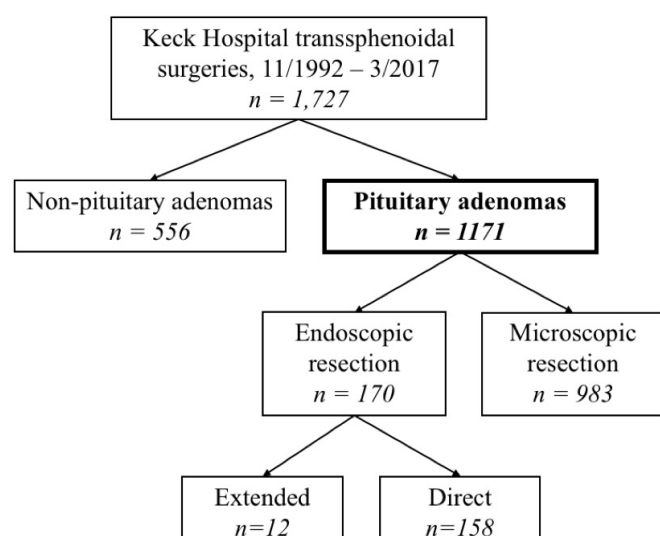 Keck Hospital transsphenoidal
surgeries, 11/1992 – 3/2017
n = 1,727
Non-pituitary adenomas
n = 556
Pituitary adenomas
n = 1171
Endoscopic
resection
n = 170
Microscopic
resection
n = 983
Extended
n=12
Direct
n=158